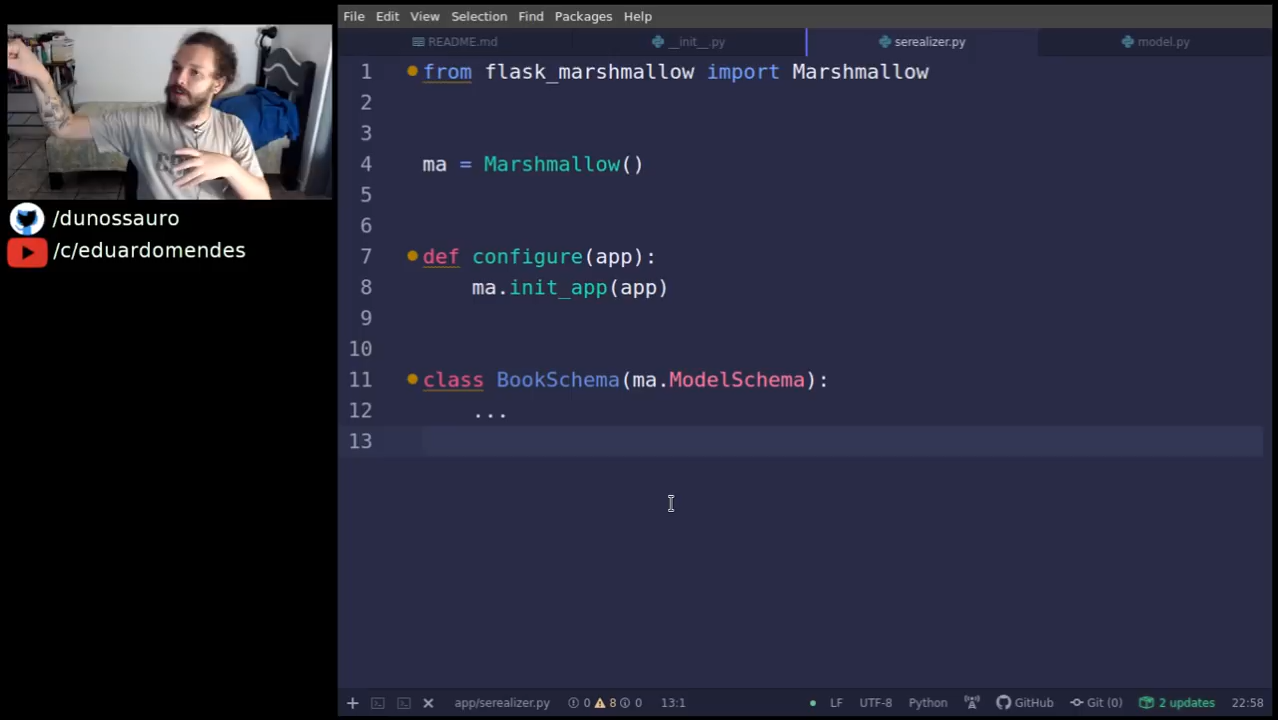 File Edit View Selection Find Packages Help
README.md __init__.py serealizer.py model.py
1 from flask_marshmallow import Marshmallow
2
3
4 ma = Marshmallow()
5
6
7 def configure(app):
8 ma.init_app(app)
9
10
11 class BookSchema(ma.ModelSchema):
12 ...
13
/dunossauro
/c/eduardomendes
app/serealizer.py 0 8 0 13:1 LF UTF-8 Python GitHub Git (0) 2 updates 22:58